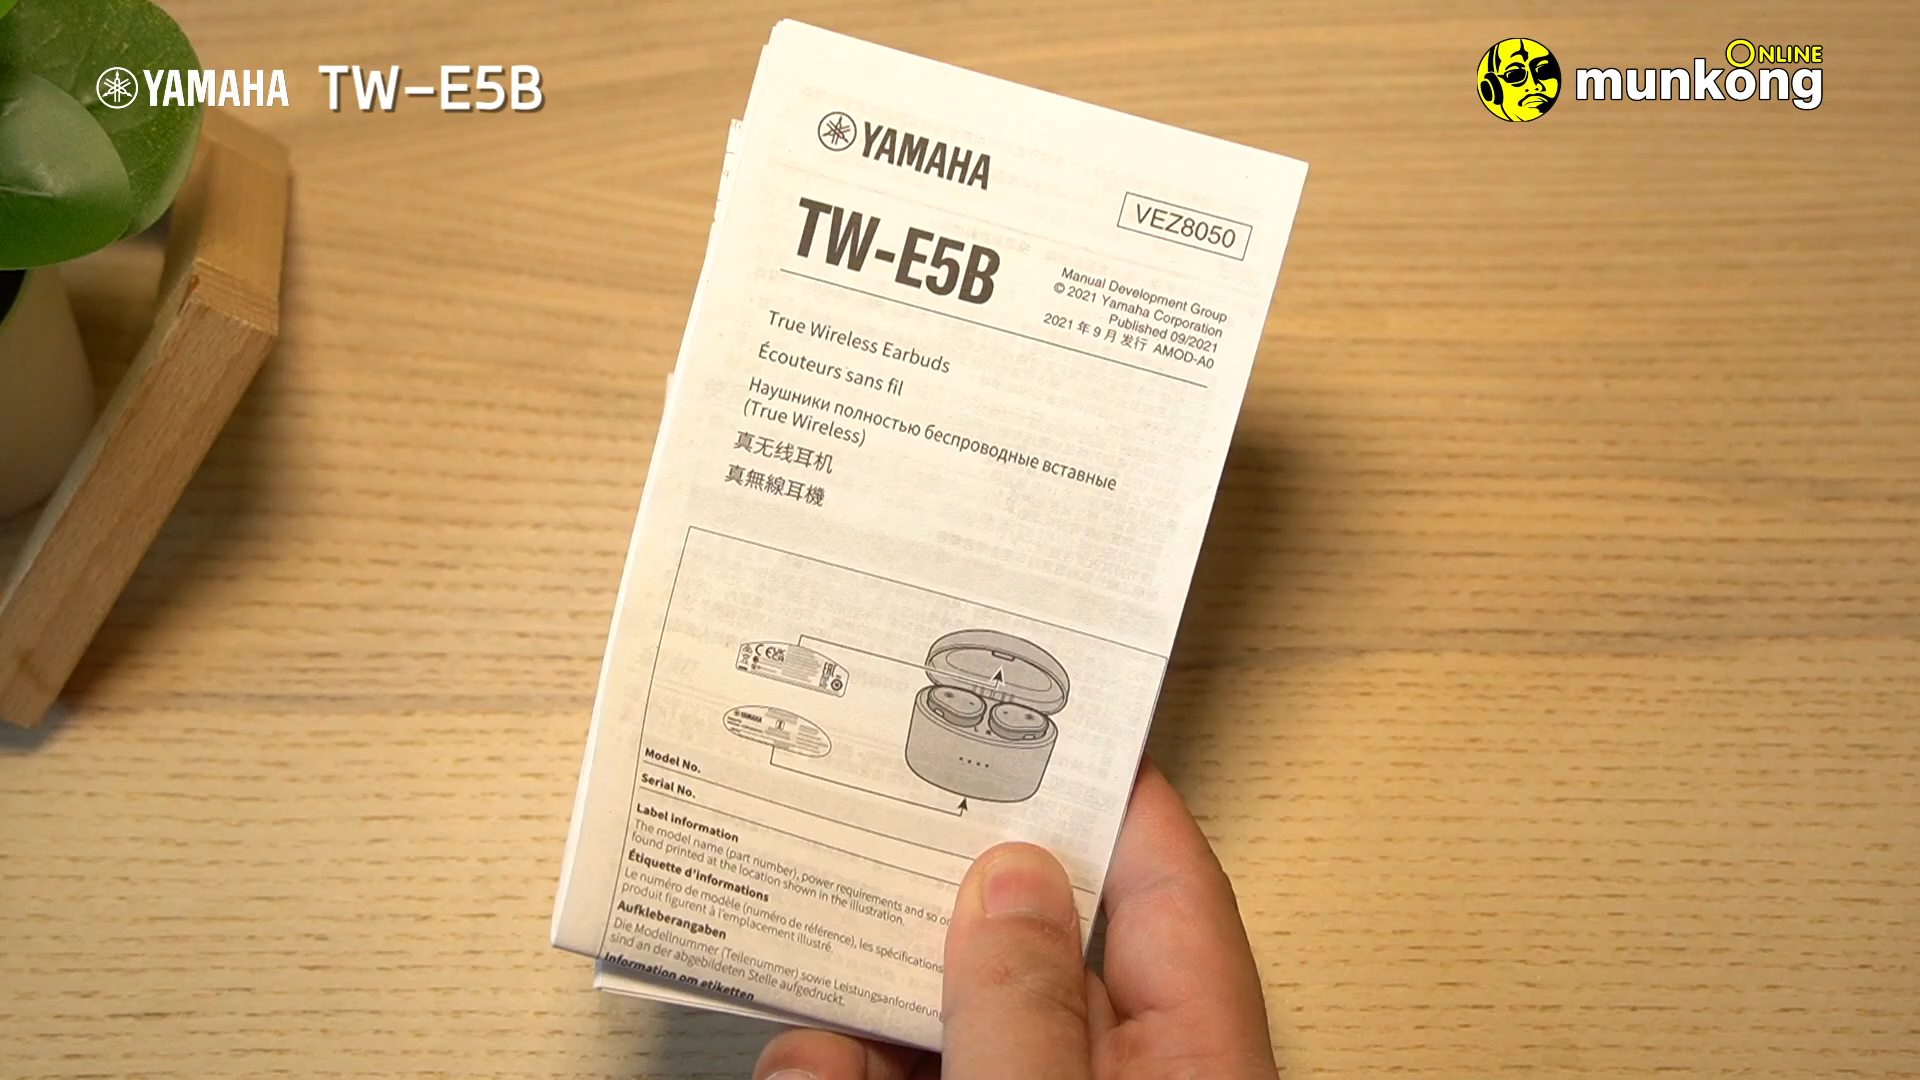 YAMAHA TW-E5B
ONLINE
munkong
YAMAHA
VEZ8050
TW-E5B
Manual Development Group
© 2021 Yamaha Corporation
Published 09/2021
2021 年 9 月 发行 AMOD-A0
True Wireless Earbuds
Écouteurs sans fil
Наушники полностью беспроводные вставные
(True Wireless)
真无线耳机
真無線耳機
YAMAHA
Model No.
Serial No.
Label information
The model name (part number), power requirements and so on
found printed at the location shown in the illustration.
Étiquette d'informations
Le numéro de modèle (numéro de référence), les spécifications
produit figurent à l'emplacement illustré.
Aufkleberangaben
Die Modellnummer (Teilenummer) sowie Leistungsanforderung
sind an der abgebildeten Stelle aufgedruckt.
Information om etiketten